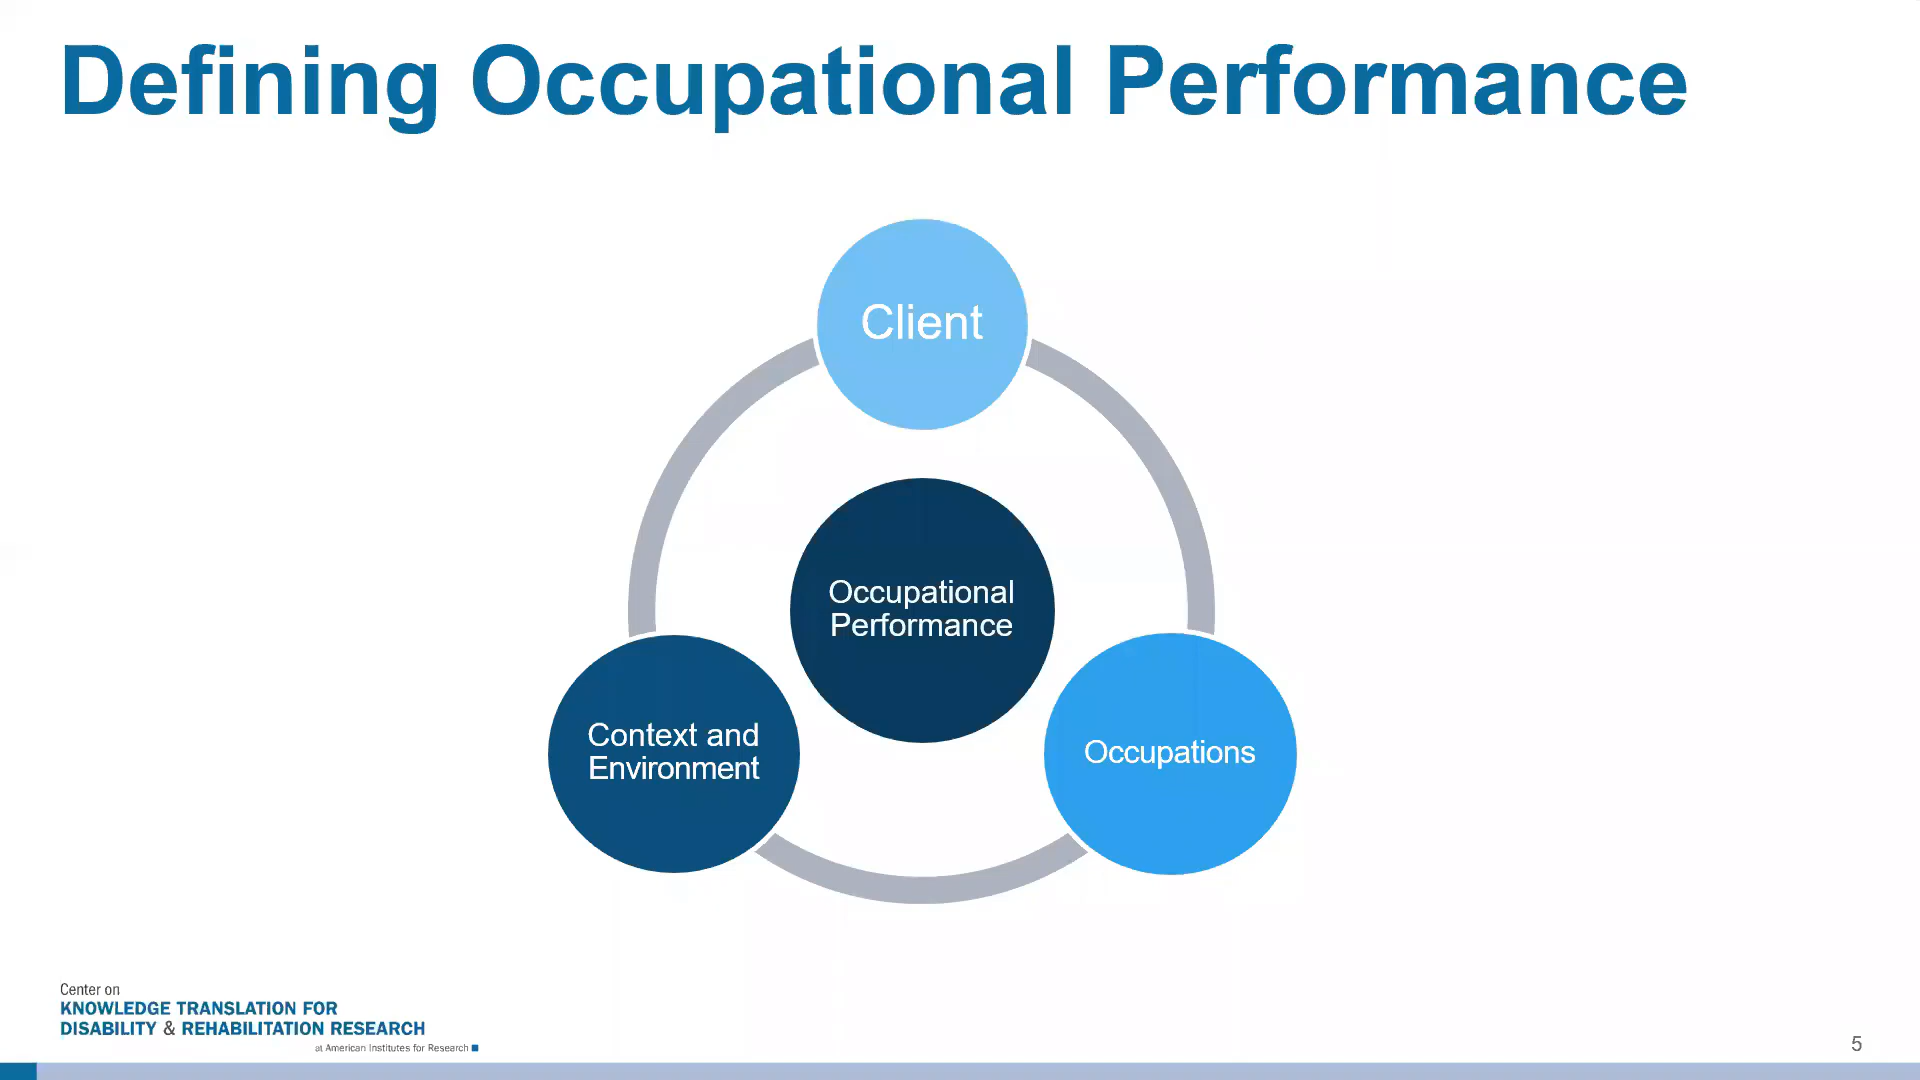 Defining Occupational Performance
Client
Occupational
Performance
Context and
Environment
Occupations
Center on
KNOWLEDGE TRANSLATION FOR
DISABILITY & REHABILITATION RESEARCH
at American Institutes for Research
5